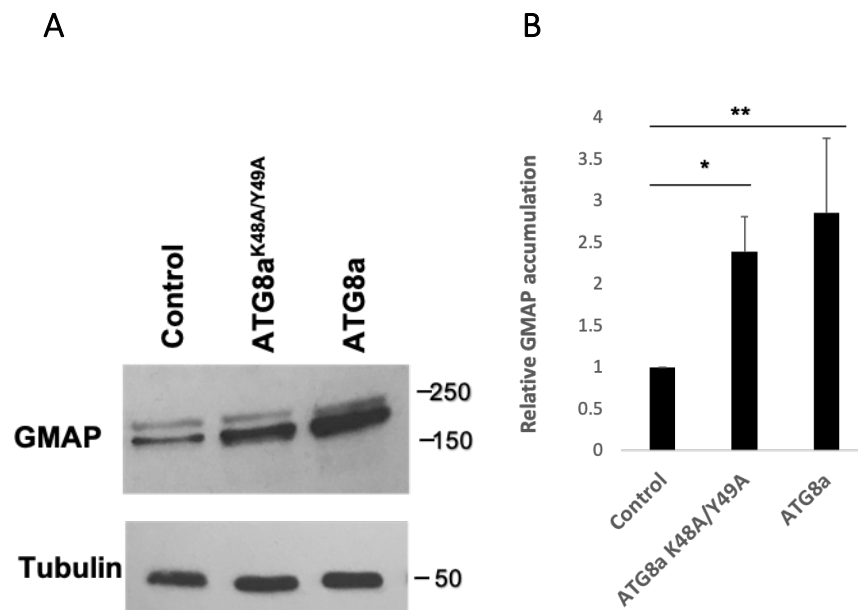 A
Control
ATG8aK48A/Y49A
ATG8a
GMAP
-250
-150
Tubulin
- 50
B
Relative GMAP accumulation
4
3.5
3
2.5
2
1.5
1
0.5
0
**
*
Control
ATG8a K48A/Y49A
ATG8a